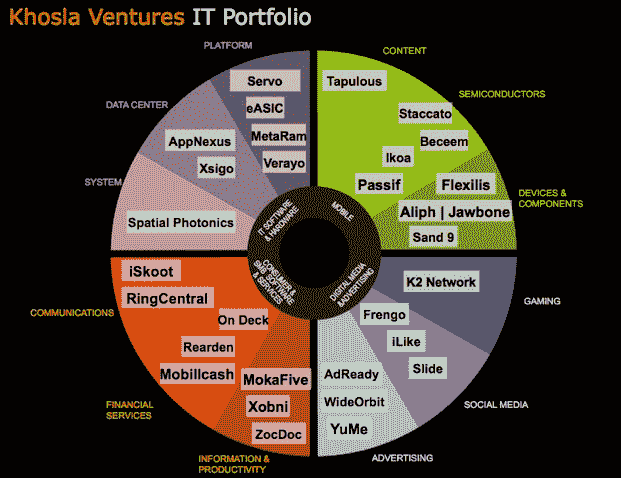 Khosla Ventures IT Portfolio
PLATFORM
Servo
eASIC
MetaRam
Verayo
DATA CENTER
AppNexus
Xsigo
SYSTEM
Spatial Photonics
IT SOFTWARE
& HARDWARE
CONTENT
Tapulous
SEMICONDUCTORS
Staccato
Beceem
Ikoa
Passif
DEVICES &
COMPONENTS
Flexilis
Aliph | Jawbone
Sand 9
MOBILE
COMMUNICATIONS
iSkoot
RingCentral
FINANCIAL
SERVICES
On Deck
Rearden
Mobillcash
INFORMATION &
PRODUCTIVITY
MokaFive
Xobni
ZocDoc
CONSUMER &
SMB SOFTWARE
& SERVICES
GAMING
K2 Network
SOCIAL MEDIA
Frengo
iLike
Slide
ADVERTISING
AdReady
WideOrbit
YuMe
DIGITAL MEDIA
&ADVERTISING